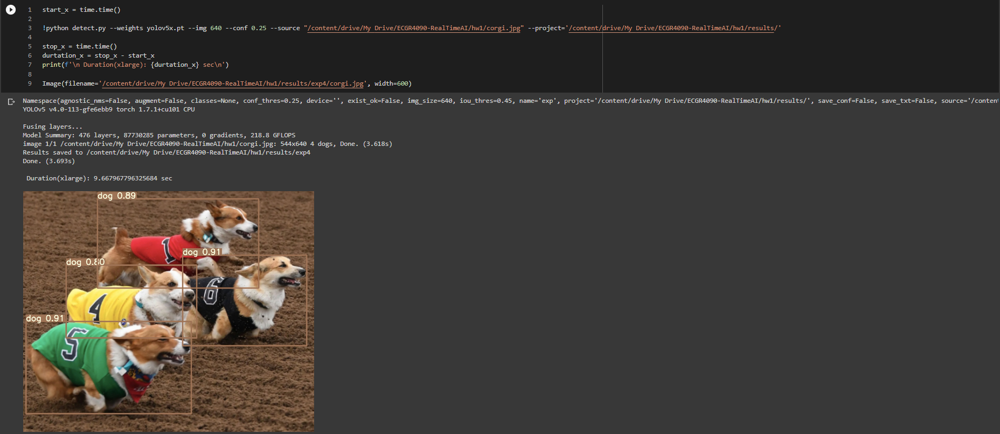 1 start_x = time.time()
2
3 !python detect.py --weights yolov5x.pt --img 640 --conf 0.25 --source "/content/drive/My Drive/ECGR4090-RealTimeAI/hw1/corgi.jpg" --project='/content/drive/My Drive/ECGR4090-RealTimeAI/hw1/results/'
4
5 stop_x = time.time()
6 durtation_x = stop_x - start_x
7 print(f'\n Duration(xlarge): {durtation_x} sec\n')
8
9 Image(filename='/content/drive/My Drive/ECGR4090-RealTimeAI/hw1/results/exp4/corgi.jpg', width=600)
Namespace(agnostic_nms=False, augment=False, classes=None, conf_thres=0.25, device='', exist_ok=False, img_size=640, iou_thres=0.45, name='exp', project='/content/drive/My Drive/ECGR4090-RealTimeAI/hw1/results/', save_conf=False, save_txt=False, source='/content
YOLOv5 v4.0-113-gfe6ebb9 torch 1.7.1+cu101 CPU
Fusing layers...
Model Summary: 476 layers, 87730285 parameters, 0 gradients, 218.8 GFLOPS
image 1/1 /content/drive/My Drive/ECGR4090-RealTimeAI/hw1/corgi.jpg: 544x640 4 dogs, Done. (3.618s)
Results saved to /content/drive/My Drive/ECGR4090-RealTimeAI/hw1/results/exp4
Done. (3.693s)
Duration(xlarge): 9.667967796325684 sec
dog 0.89
1
dog 0.91
dog 0.80
6
4
dog 0.91
5